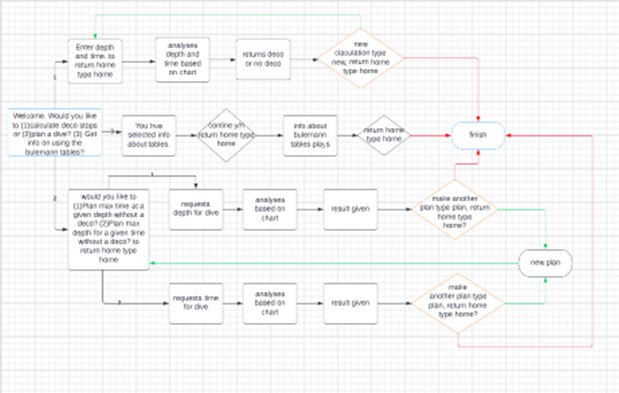 Enter depth
and time. to
return home
type home
analyses
depth and
time based
on chart
returns deco
or no deco
new
claculation type
new, return home
type home
1
Welcome. Would you like
to (1)calculate deco stops
or (2)plan a dive? (3) Get
info on using the
bulemann tables?
3
You hve
selected info
about tables.
contine y/n
return home type
home
info about
bulemann
tables plays
return home
type home
finish
2
1
would you like to
(1)Plan max time at a
given depth without a
deco? (2)Plan max
depth for a given time
without a deco? to
return home type
home
requests
depth for dive
analyses
based on
chart
result given
make another
plan type plan, return
home type
home?
new plan
2
requests time
for dive
analyses
based on
chart
result given
make
another plan type
plan, return home type
home?